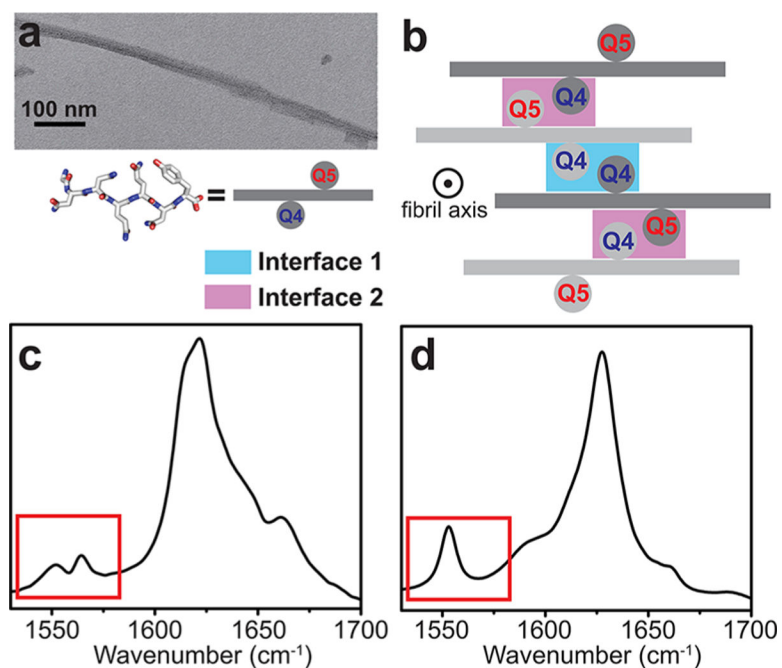 a
100 nm
Q5
Q4
=
fibril axis
Interface 1
Interface 2
b
Q5
Q4
Q5
Q4
Q4
Q5
Q4
Q5
c
1550
1600
1650
1700
Wavenumber (cm⁻¹)
d
1550
1600
1650
1700
Wavenumber (cm⁻¹)